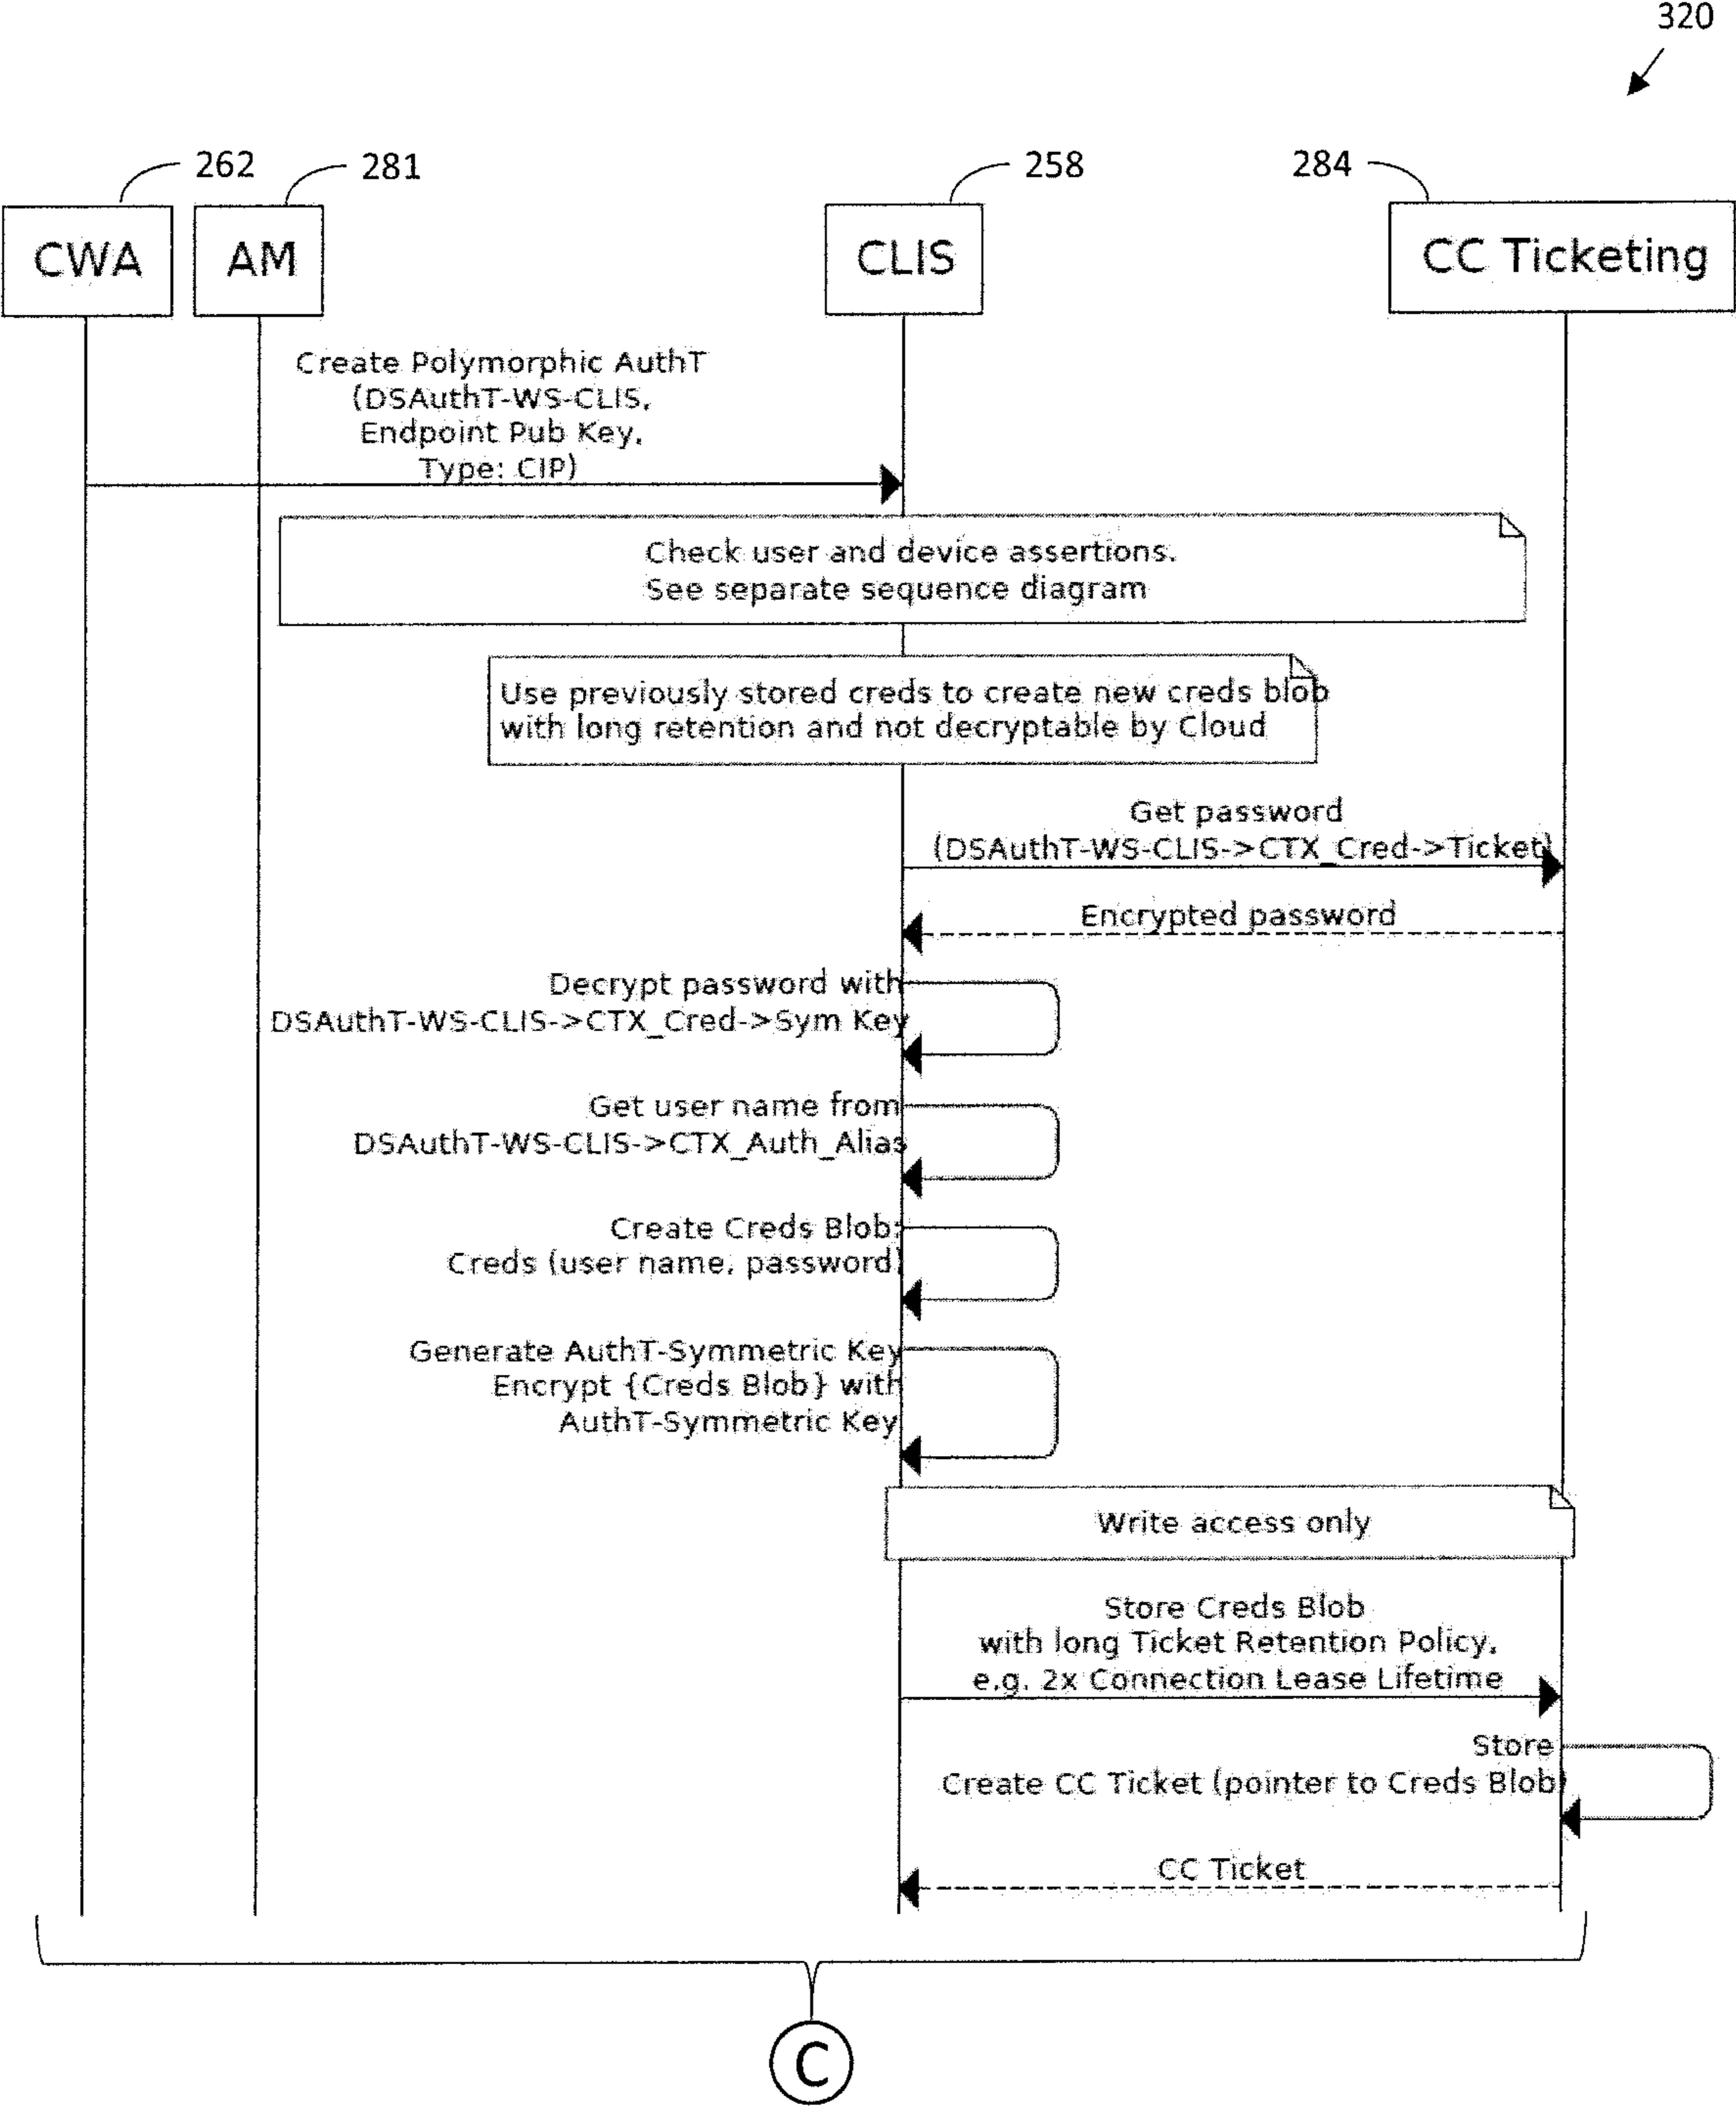 320
262
281
258
284
CWA
AM
CLIS
CC Ticketing
Create Polymorphic AuthT
(DSAuthT-WS-CLIS,
Endpoint Pub Key,
Type: CIP)
Check user and device assertions.
See separate sequence diagram
Use previously stored creds to create new creds blob
with long retention and not decryptable by Cloud
Get password
(DSAuthT-WS-CLIS->CTX_Cred->Ticket)
Encrypted password
Decrypt password with
DSAuthT-WS-CLIS->CTX_Cred->Sym Key
Get user name from
DSAuthT-WS-CLIS->CTX_Auth_Alias
Create Creds Blob:
Creds (user name, password)
Generate AuthT-Symmetric Key
Encrypt {Creds Blob} with
AuthT-Symmetric Key
Write access only
Store Creds Blob
with long Ticket Retention Policy,
e.g. 2x Connection Lease Lifetime
Store
Create CC Ticket (pointer to Creds Blob)
CC Ticket
C